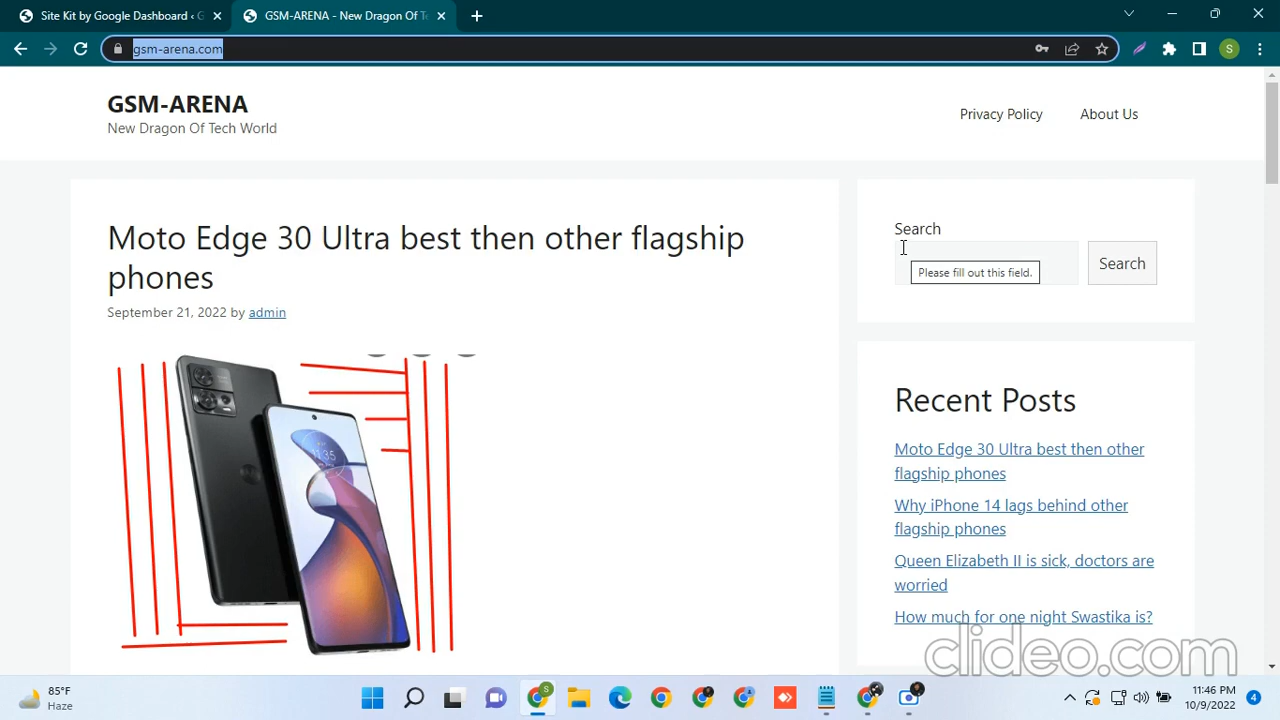 Site Kit by Google Dashboard ‹ G
GSM-ARENA - New Dragon Of Te
gsm-arena.com
S
GSM-ARENA
New Dragon Of Tech World
Privacy Policy
About Us
Moto Edge 30 Ultra best then other flagship
phones
September 21, 2022 by admin
Search
Please fill out this field.
Search
Recent Posts
Moto Edge 30 Ultra best then other
flagship phones
Why iPhone 14 lags behind other
flagship phones
Queen Elizabeth II is sick, doctors are
worried
How much for one night Swastika is?
clideo.com
85°F
Haze
11:46 PM
10/9/2022
4